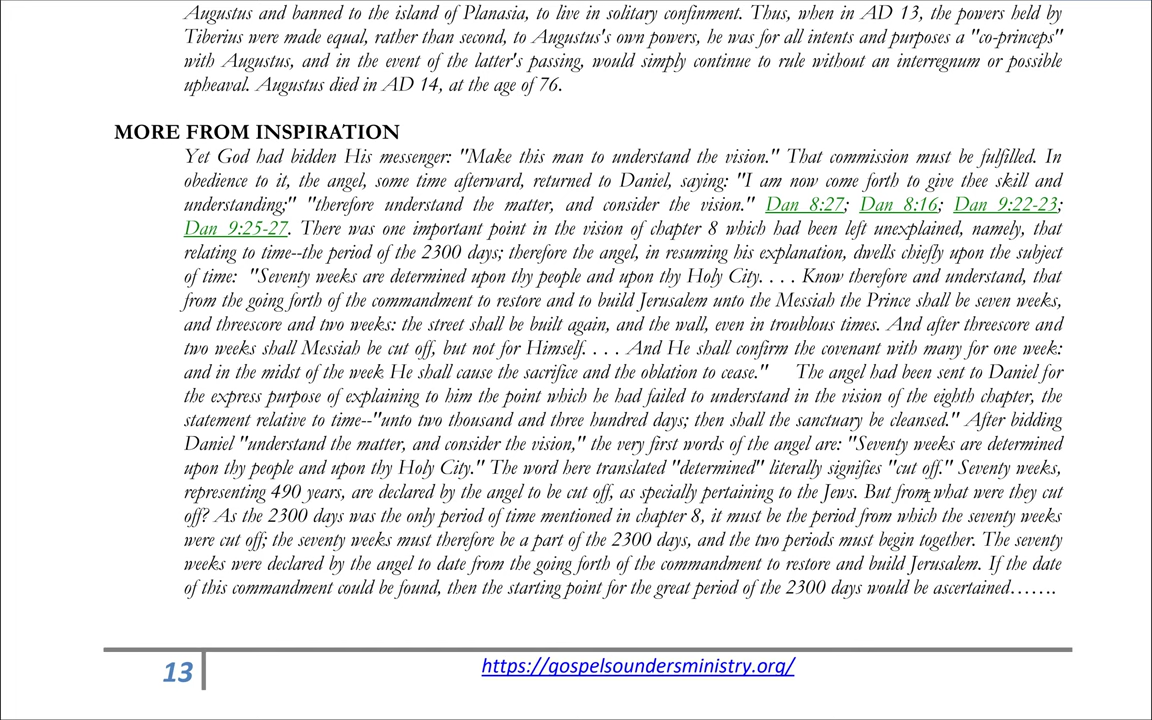 Augustus and banned to the island of Planasia, to live in solitary confinment. Thus, when in AD 13, the powers held by
Tiberius were made equal, rather than second, to Augustus's own powers, he was for all intents and purposes a "co-princeps"
with Augustus, and in the event of the latter's passing, would simply continue to rule without an interregnum or possible
upheaval. Augustus died in AD 14, at the age of 76.
MORE FROM INSPIRATION
Yet God had bidden His messenger: "Make this man to understand the vision." That commission must be fulfilled. In
obedience to it, the angel, some time afterward, returned to Daniel, saying: "I am now come forth to give thee skill and
understanding;" "therefore understand the matter, and consider the vision." Dan 8:27; Dan 8:16; Dan 9:22-23;
Dan 9:25-27. There was one important point in the vision of chapter 8 which had been left unexplained, namely, that
relating to time--the period of the 2300 days; therefore the angel, in resuming his explanation, dwells chiefly upon the subject
of time: "Seventy weeks are determined upon thy people and upon thy Holy City. . . . Know therefore and understand, that
from the going forth of the commandment to restore and to build Jerusalem unto the Messiah the Prince shall be seven weeks,
and threescore and two weeks: the street shall be built again, and the wall, even in troublous times. And after threescore and
two weeks shall Messiah be cut off, but not for Himself. . . . And He shall confirm the covenant with many for one week:
and in the midst of the week He shall cause the sacrifice and the oblation to cease." The angel had been sent to Daniel for
the express purpose of explaining to him the point which he had failed to understand in the vision of the eighth chapter, the
statement relative to time--"unto two thousand and three hundred days; then shall the sanctuary be cleansed." After bidding
Daniel "understand the matter, and consider the vision," the very first words of the angel are: "Seventy weeks are determined
upon thy people and upon thy Holy City." The word here translated "determined" literally signifies "cut off." Seventy weeks,
representing 490 years, are declared by the angel to be cut off, as specially pertaining to the Jews. But from what were they cut
off? As the 2300 days was the only period of time mentioned in chapter 8, it must be the period from which the seventy weeks
were cut off; the seventy weeks must therefore be a part of the 2300 days, and the two periods must begin together. The seventy
weeks were declared by the angel to date from the going forth of the commandment to restore and build Jerusalem. If the date
of this commandment could be found, then the starting point for the great period of the 2300 days would be ascertained…….
13
https://gospelsoundersministry.org/